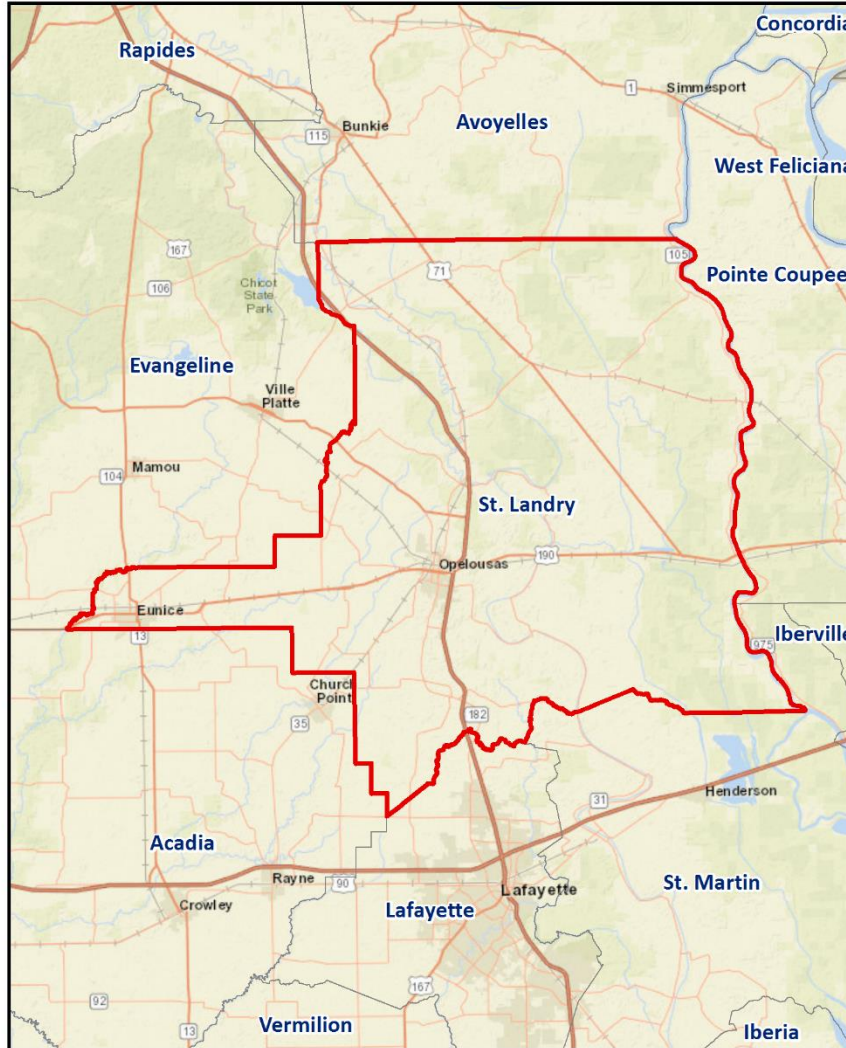 Concordia
Rapides
1
Simmesport
115
Bunkie
Avoyelles
West Feliciana
167
105
71
Pointe Coupee
Chicot
State
Park
106
Evangeline
Ville
Platte
104
Mamou
St. Landry
190
Opelousas
Eunice
13
975
Iberville
Church
Point
35
182
Henderson
31
Acadia
Rayne
90
St. Martin
Lafayette
Crowley
Lafayette
167
92
13
Vermilion
Iberia